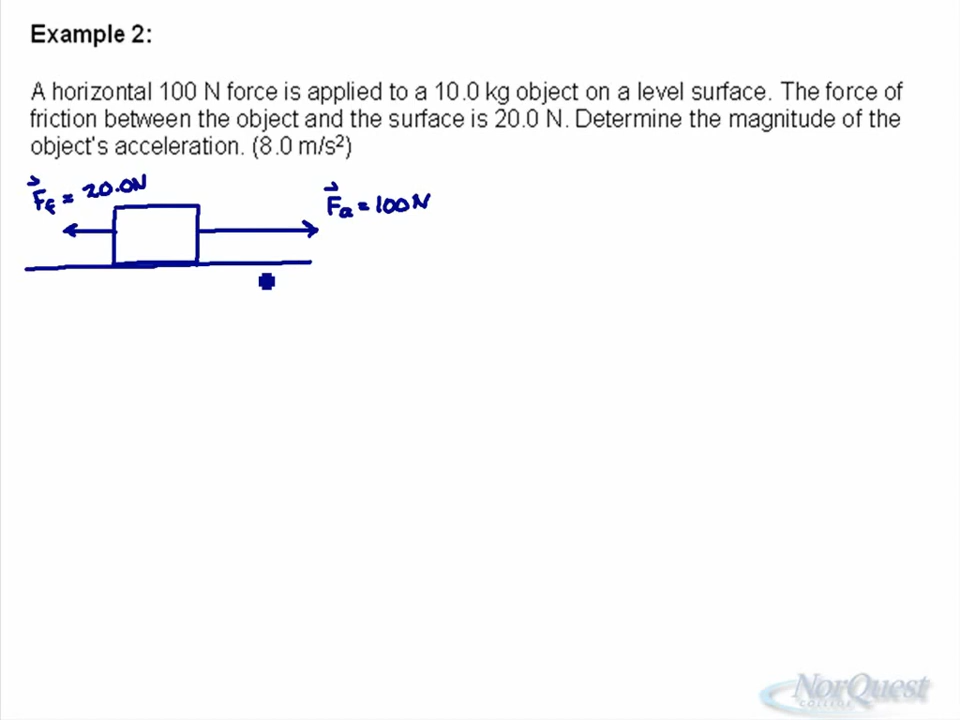 Example 2:
A horizontal 100 N force is applied to a 10.0 kg object on a level surface. The force of
friction between the object and the surface is 20.0 N. Determine the magnitude of the
object's acceleration. (8.0 m/s²)
F⃗f = 20.0N
F⃗a = 100N
NorQuest
COLLEGE